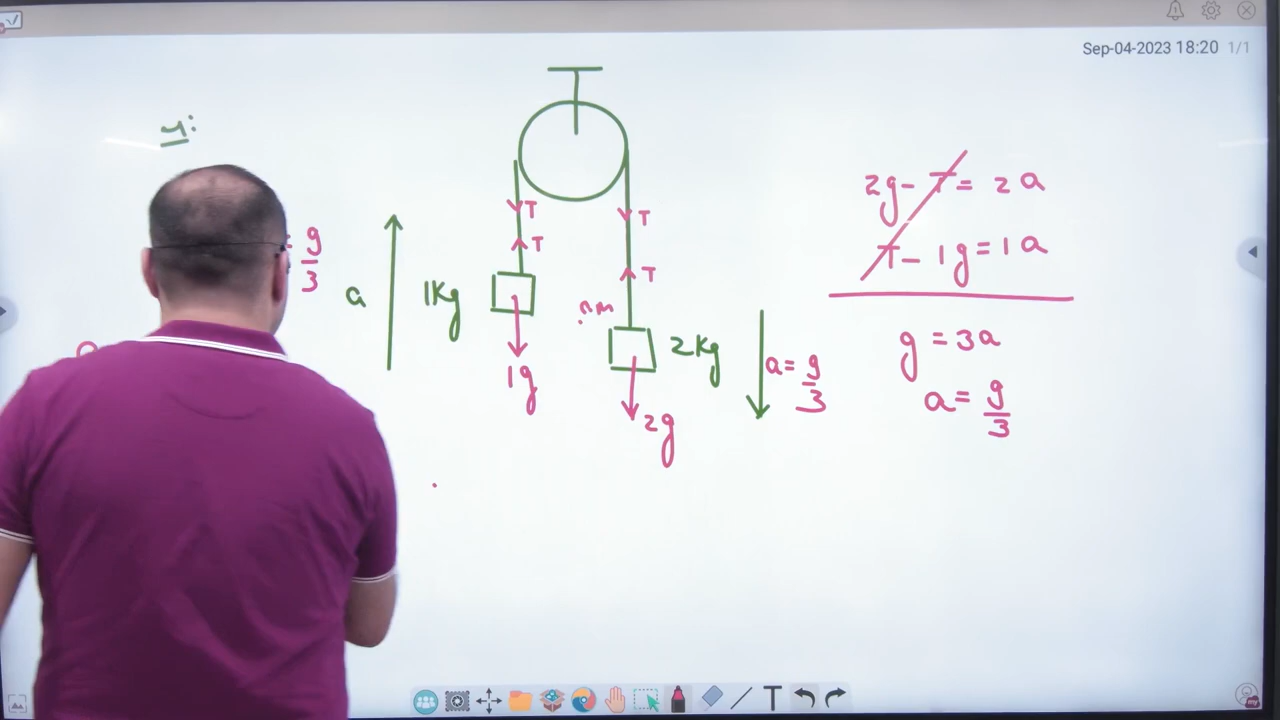 Sep-04-2023 18:20 1/1
T
T
T
T
a
1Kg
1g
2Kg
2g
= g/3
a = g/3
2g - T = 2a
T - 1g = 1a
g = 3a
a = g/3
T